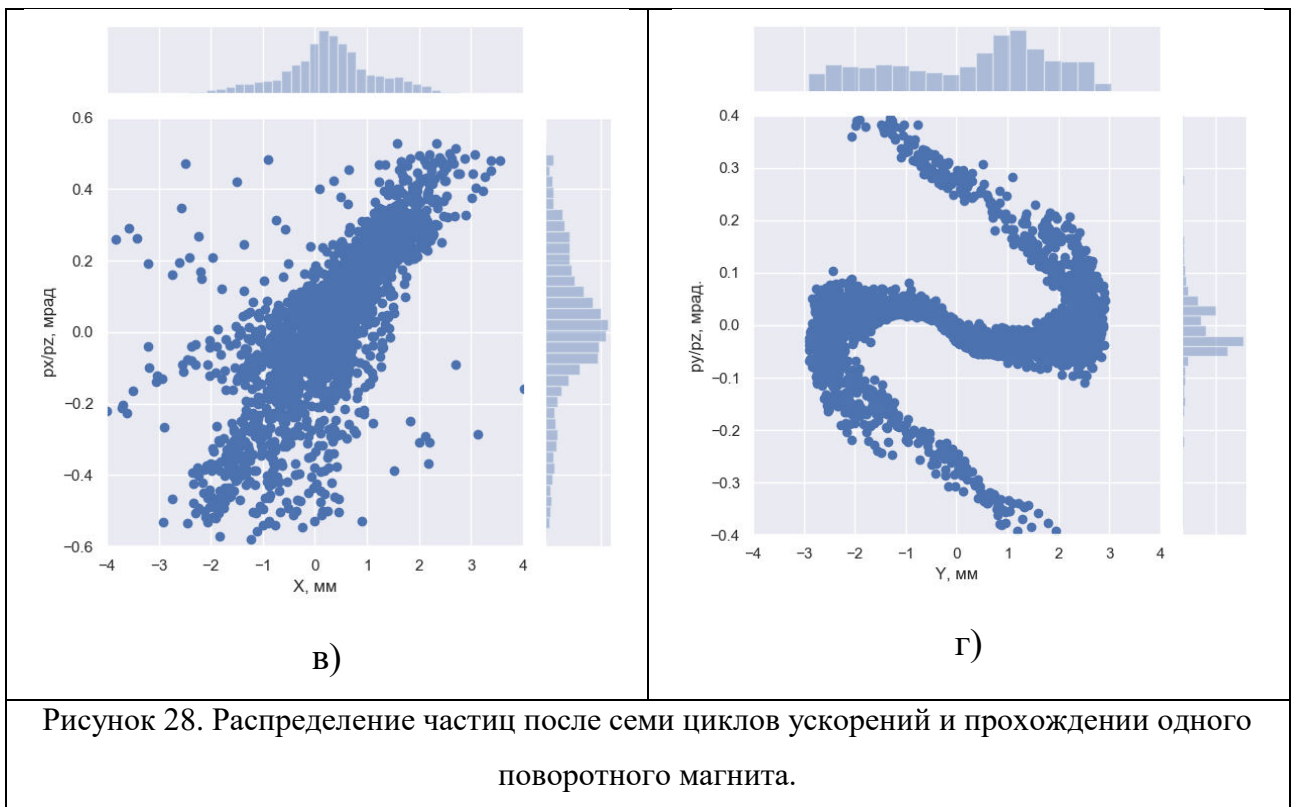 0.6
0.4
0.2
0.0
−0.2
−0.4
−0.6
px/pz, мрад
−4 −3 −2 −1 0 1 2 3 4
X, мм
в)
0.4
0.3
0.2
0.1
0.0
−0.1
−0.2
−0.3
−0.4
py/pz, мрад.
−4 −3 −2 −1 0 1 2 3 4
Y, мм
г)
Рисунок 28. Распределение частиц после семи циклов ускорений и прохождении одного
поворотного магнита.